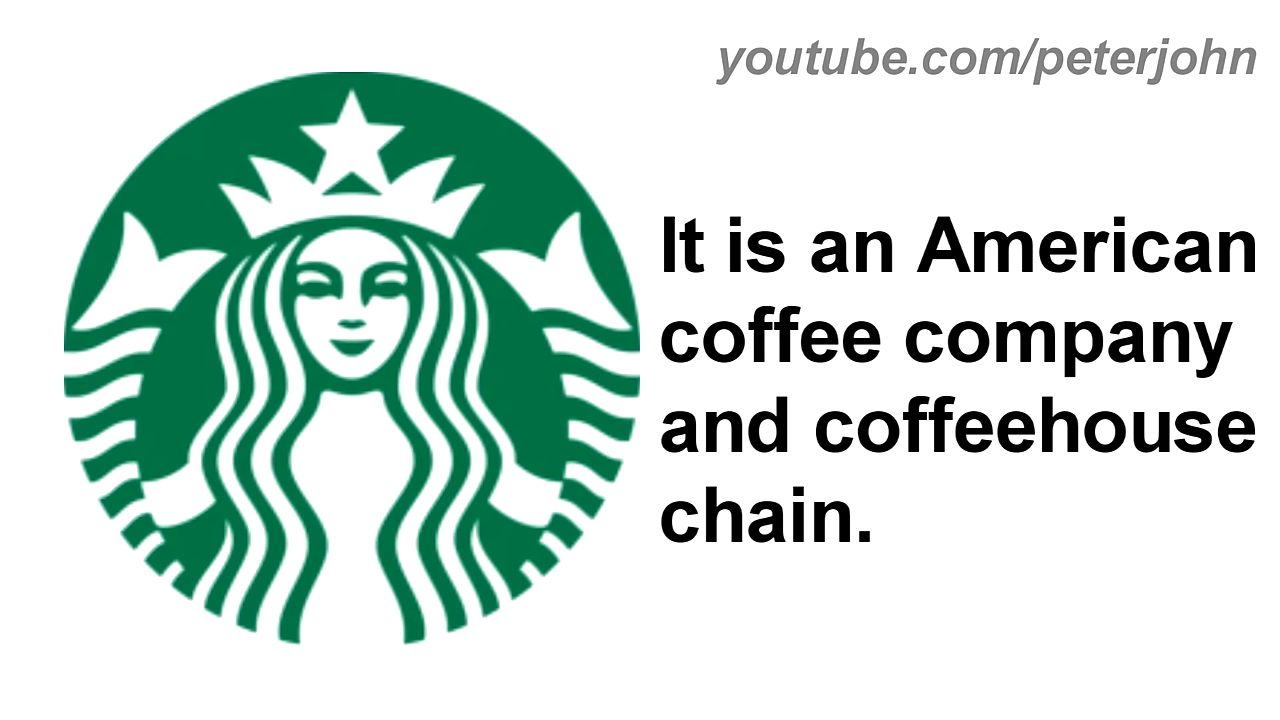 youtube.com/peterjohn
It is an American
coffee company
and coffeehouse
chain.